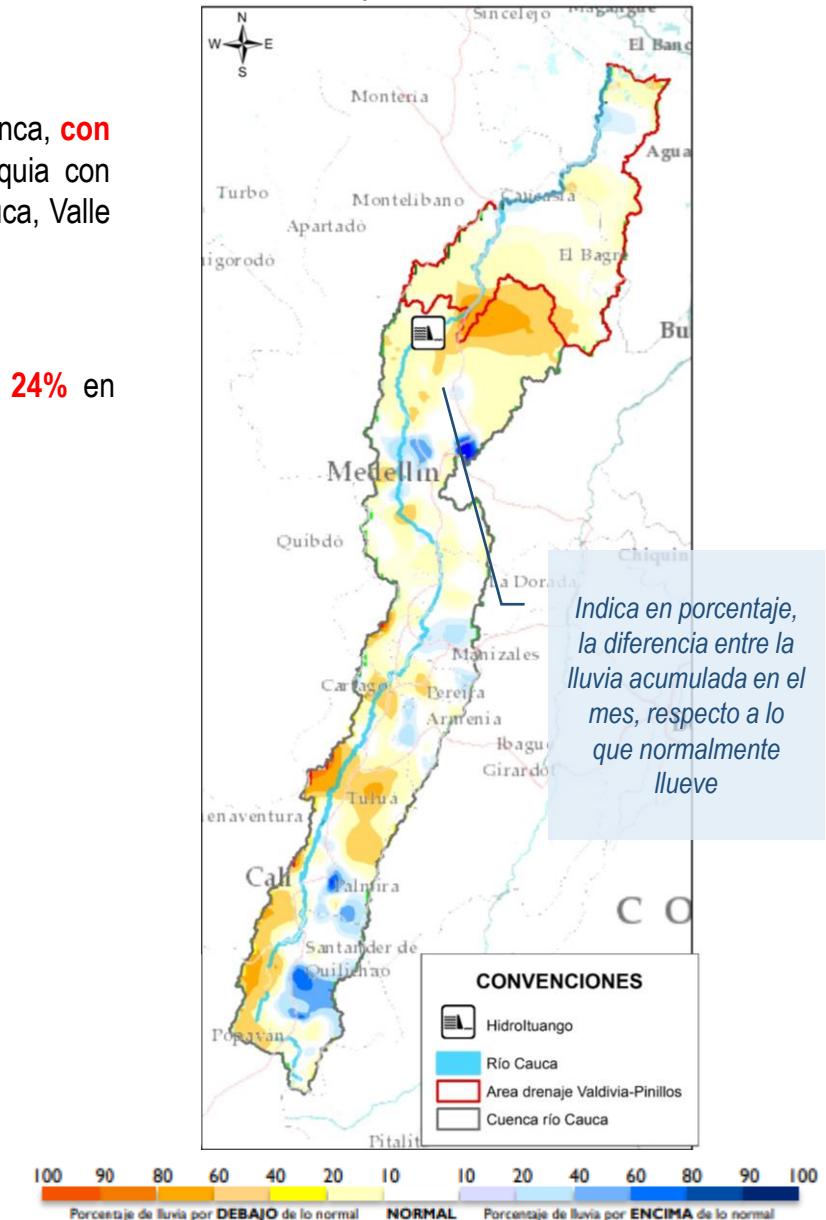 Sincelejo
Magangué
N
W E
S
El Banc
Montería
nca, con
quia con
uca, Valle
Agua
Turbo
Montelíbano
Caucasia
Apartadó
El Bagre
nigorodó
Bu
24% en
Medellín
Quibdó
Chiquin
La Dorada
Indica en porcentaje,
la diferencia entre la
lluvia acumulada en el
mes, respecto a lo
que normalmente
llueve
Manizales
Cartago
Pereira
Armenia
Ibagu
Girardot
Tuluá
enaventura
Cali
Palmira
C O
Santander de
Quilichao
CONVENCIONES
HidroItuango
Río Cauca
Area drenaje Valdivia-Pinillos
Cuenca río Cauca
Popayán
Pitalit
100 90 80 60 40 20 10 10 20 40 60 80 90 100
Porcentaje de lluvia por DEBAJO de lo normal NORMAL Porcentaje de lluvia por ENCIMA de lo normal